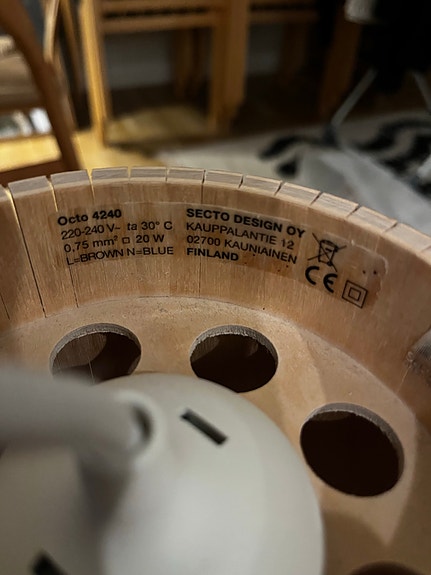 Octo 4240
220-240 V~ ta 30° C
0,75 mm² □ 20 W
L=BROWN N=BLUE
SECTO DESIGN OY
KAUPPALANTIE 12
02700 KAUNIAINEN
FINLAND
CE